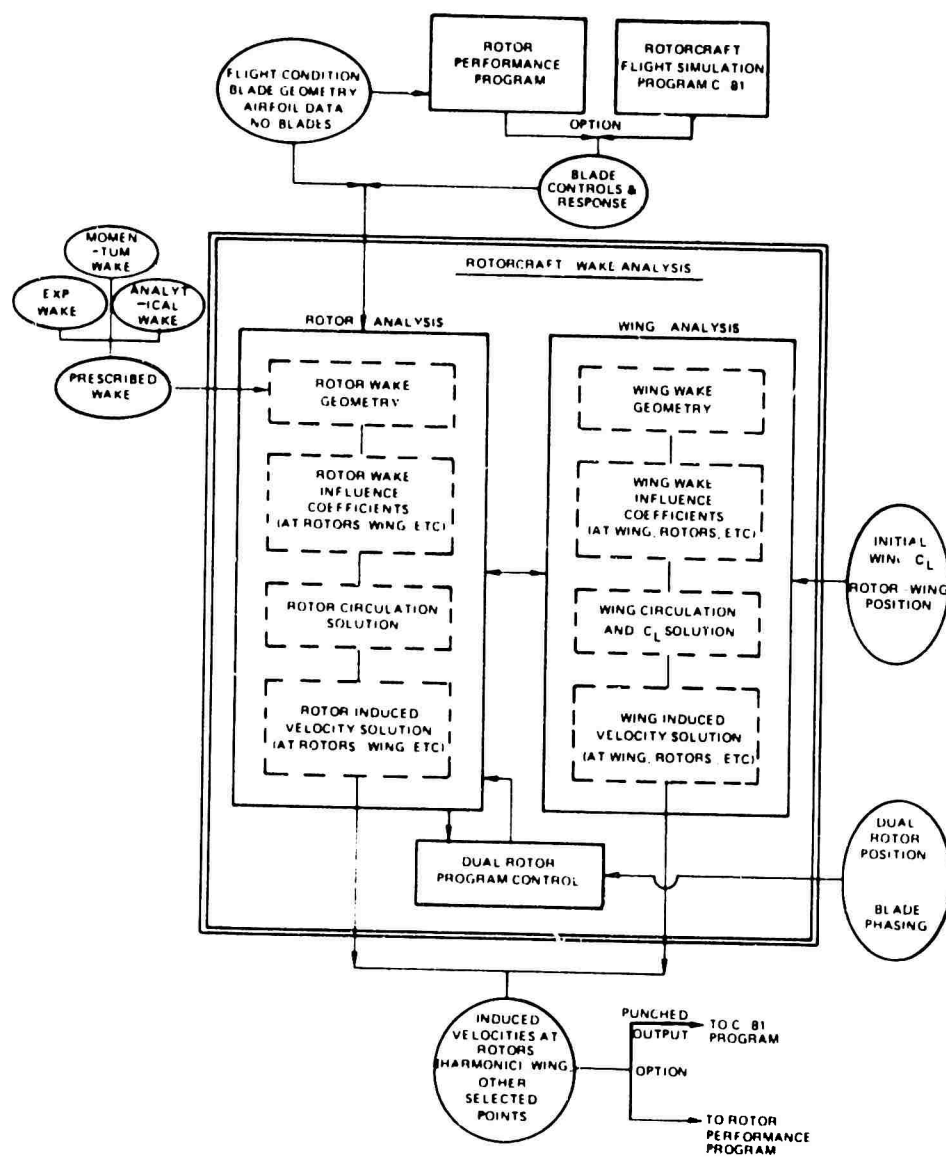 FLIGHT CONDITION
BLADE GEOMETRY
AIRFOIL DATA
NO BLADES
ROTOR
PERFORMANCE
PROGRAM
ROTORCRAFT
FLIGHT SIMULATION
PROGRAM C 81
OPTION
BLADE
CONTROLS &
RESPONSE
MOMEN
-TUM
WAKE
EXP
WAKE
ANALYT
-ICAL
WAKE
PRESCRIBED
WAKE
ROTORCRAFT WAKE ANALYSIS
ROTOR ANALYSIS
ROTOR WAKE
GEOMETRY
ROTOR WAKE
INFLUENCE
COEFFICIENTS
(AT ROTORS WING ETC)
ROTOR CIRCULATION
SOLUTION
ROTOR INDUCED
VELOCITY SOLUTION
(AT ROTORS WING ETC)
WING ANALYSIS
WING WAKE
GEOMETRY
WING WAKE
INFLUENCE
COEFFICIENTS
(AT WING, ROTORS, ETC)
WING CIRCULATION
AND CL SOLUTION
WING INDUCED
VELOCITY SOLUTION
(AT WING, ROTORS, ETC)
INITIAL
WING CL
ROTOR-WING
POSITION
DUAL ROTOR
PROGRAM CONTROL
DUAL
ROTOR
POSITION
BLADE
PHASING
INDUCED
VELOCITIES AT
ROTORS
(HARMONIC) WING
OTHER
SELECTED
POINTS
PUNCHED
OUTPUT
TO C 81
PROGRAM
OPTION
TO ROTOR
PERFORMANCE
PROGRAM